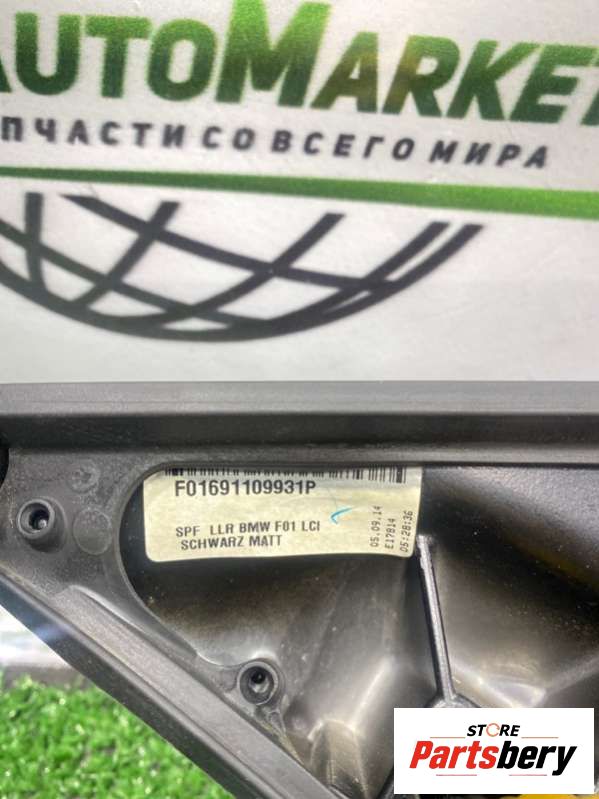 AUTOMARKET
ПЧАСТИ СО ВСЕГО МИРА
F01691109931P
SPF LLR BMW F01 LCI
SCHWARZ MATT
05.09.14
E17814
05:28:36
STORE
Partsbery